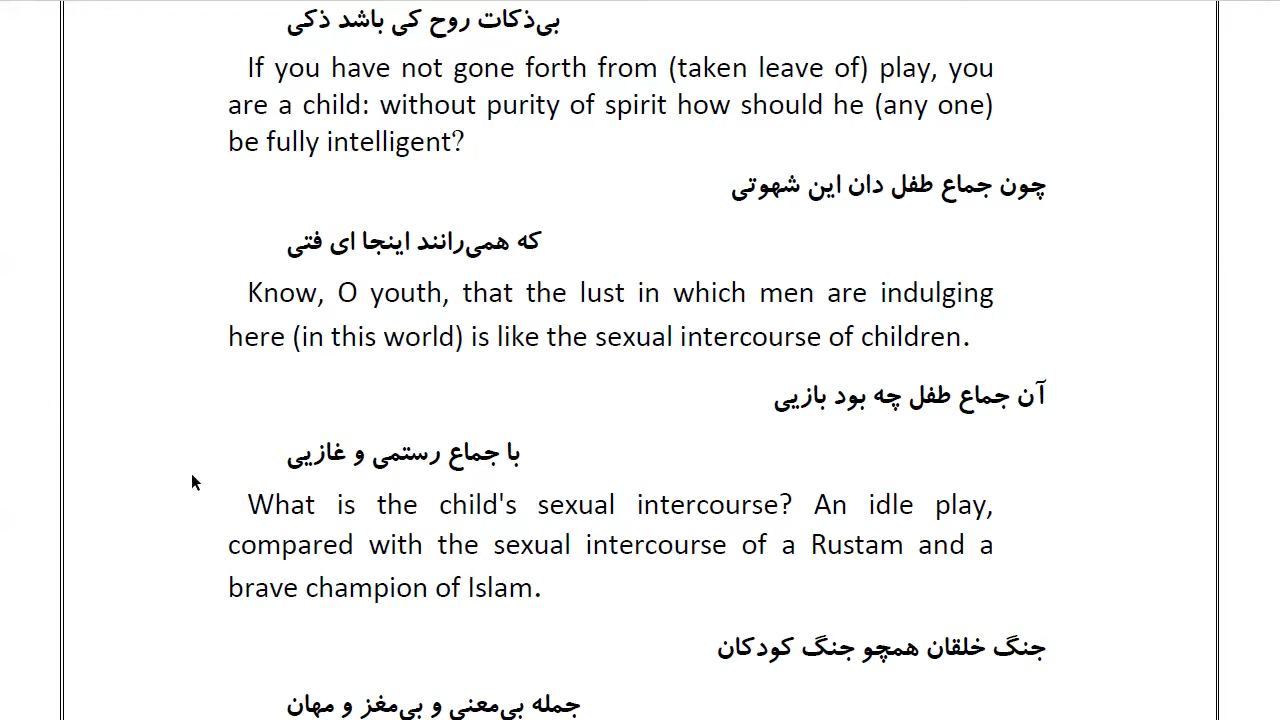 بی‌ذکات روح کی باشد ذکی
If you have not gone forth from (taken leave of) play, you
are a child: without purity of spirit how should he (any one)
be fully intelligent?
چون جماع طفل دان این شهوتی
که همی‌رانند اینجا ای فتی
Know, O youth, that the lust in which men are indulging
here (in this world) is like the sexual intercourse of children.
آن جماع طفل چه بود بازیی
با جماع رستمی و غازیی
What is the child's sexual intercourse? An idle play,
compared with the sexual intercourse of a Rustam and a
brave champion of Islam.
جنگ خلقان همچو جنگ کودکان
جمله بی‌معنی و بی‌مغز و مهان